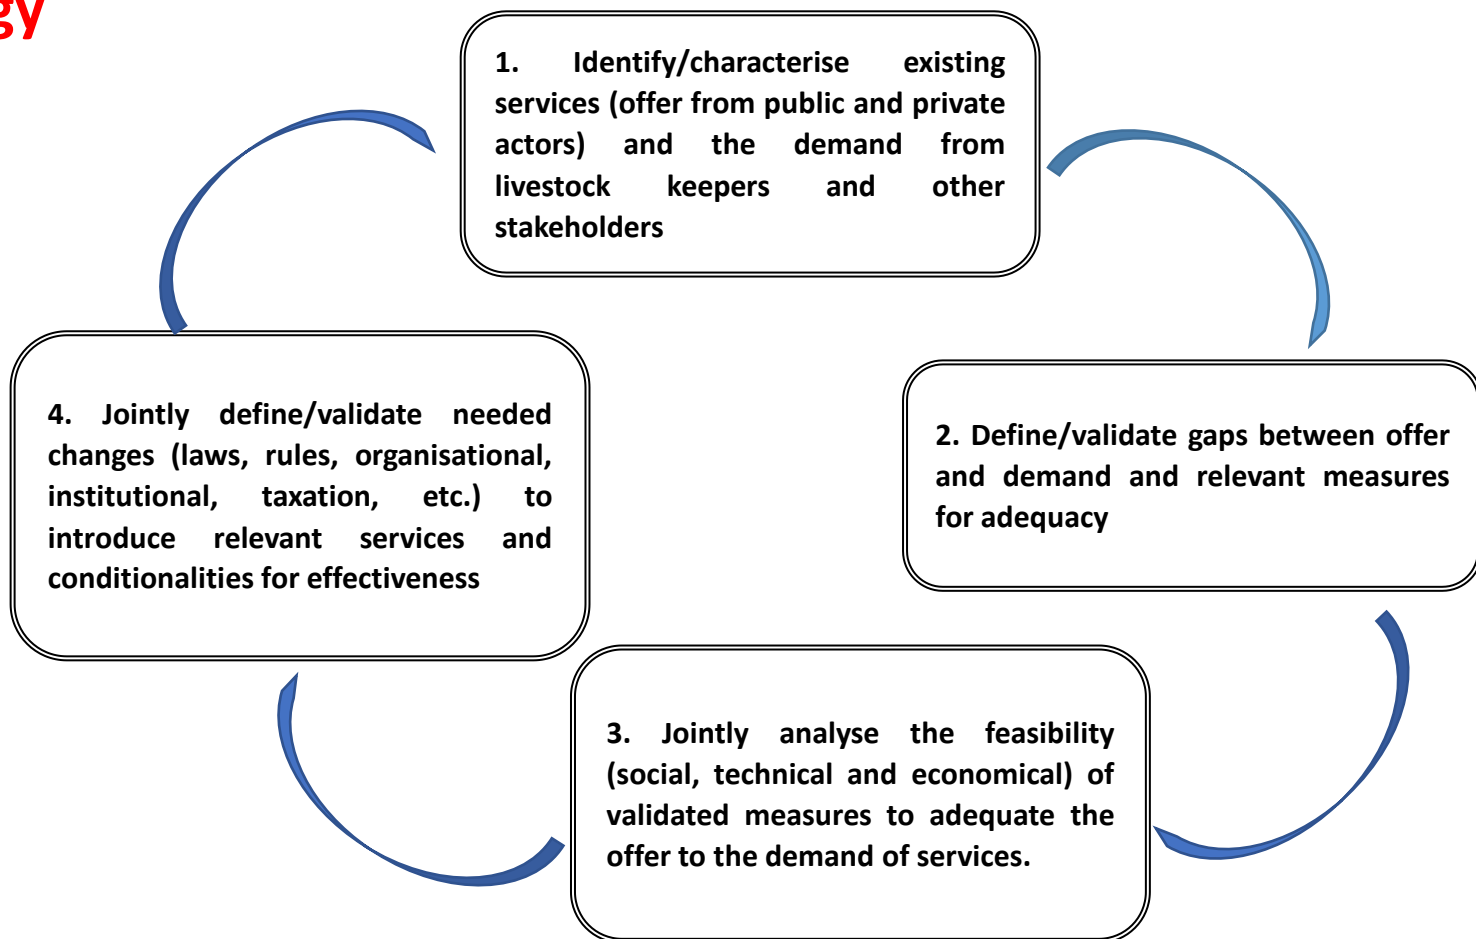 gy
1. Identify/characterise existing
services (offer from public and private
actors) and the demand from
livestock keepers and other
stakeholders
2. Define/validate gaps between offer
and demand and relevant measures
for adequacy
3. Jointly analyse the feasibility
(social, technical and economical) of
validated measures to adequate the
offer to the demand of services.
4. Jointly define/validate needed
changes (laws, rules, organisational,
institutional, taxation, etc.) to
introduce relevant services and
conditionalities for effectiveness